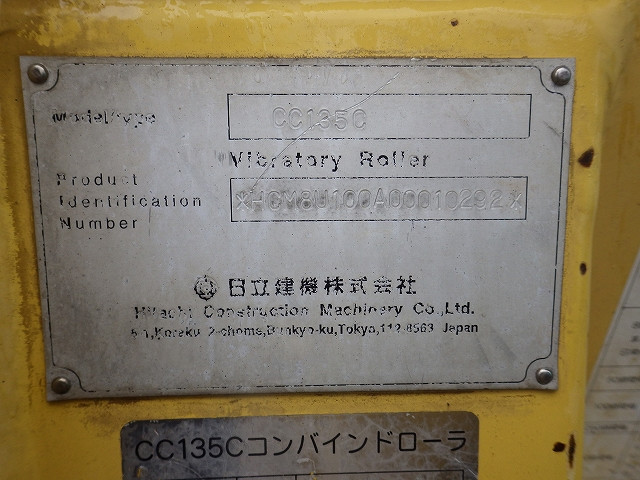 Model/type CC135C
Vibratory Roller
Product
Identification
Number
*HCM8U100A00010292*
日立建機株式会社
Hitachi Construction Machinery Co.,Ltd.
5-1,Koraku 2-chome,Bunkyo-ku,Tokyo,112-8563 Japan
CC135Cコンバインドローラ